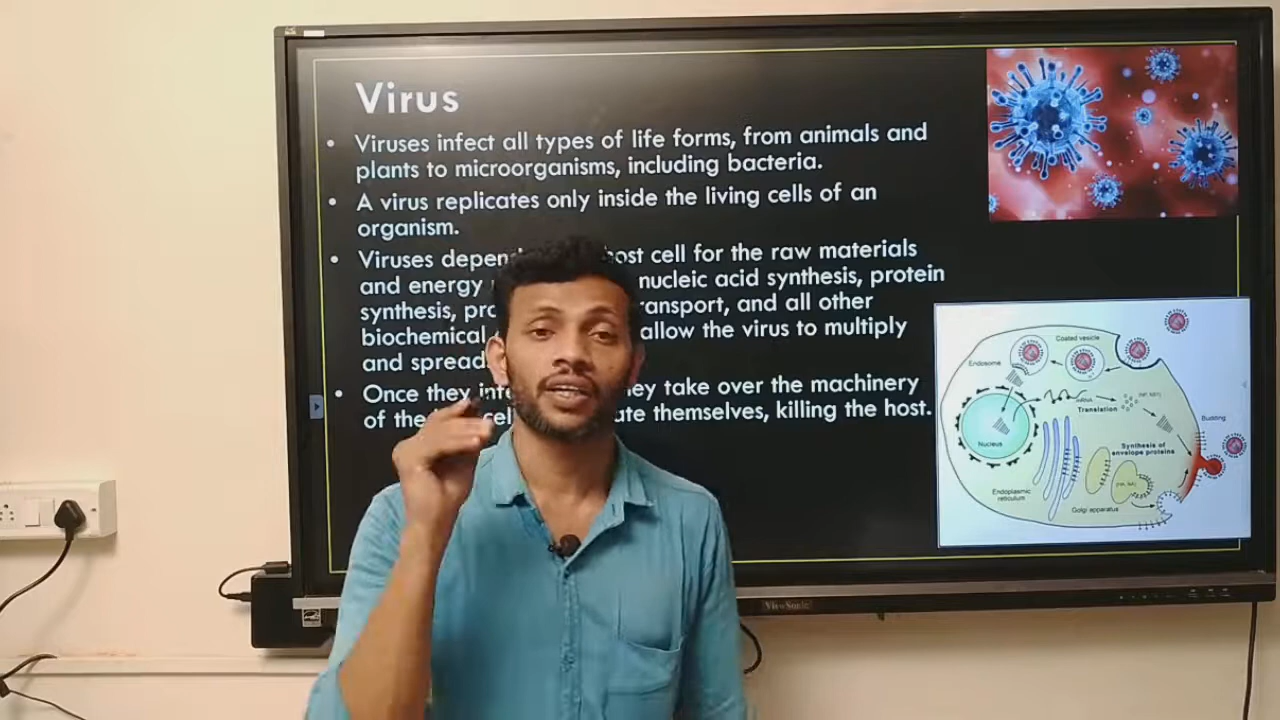 Virus
• Viruses infect all types of life forms, from animals and
plants to microorganisms, including bacteria.
• A virus replicates only inside the living cells of an
organism.
• Viruses host cell for the raw materials
and energy nucleic acid synthesis, protein
synthesis, and all other
biochemical allow the virus to multiply
and spread
• Once they take over the machinery
of the themselves, killing the host.
Coated vesicle
Endosome
mRNA
Translation
Budding
Nucleus
Synthesis of
envelope proteins
Endoplasmic
reticulum
Golgi apparatus
ViewSonic